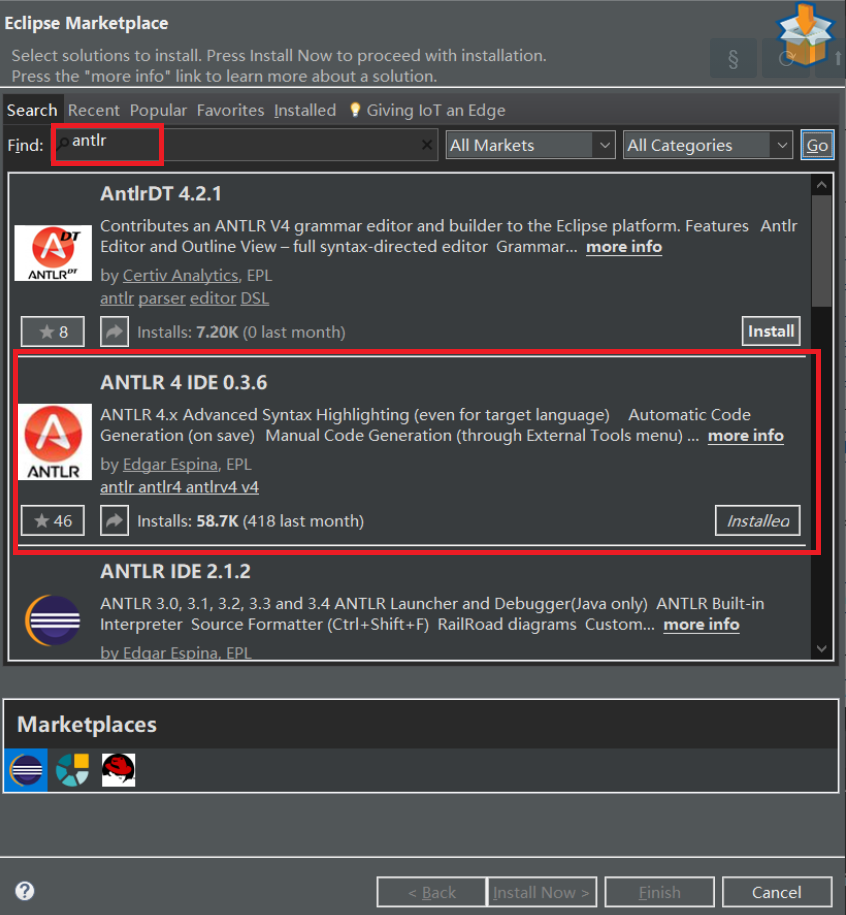 Eclipse Marketplace
Select solutions to install. Press Install Now to proceed with installation.
Press the "more info" link to learn more about a solution.
Search Recent Popular Favorites Installed Giving IoT an Edge
Find: antlr All Markets All Categories Go
AntlrDT 4.2.1
Contributes an ANTLR V4 grammar editor and builder to the Eclipse platform. Features Antlr
Editor and Outline View – full syntax-directed editor Grammar... more info
DT
ANTLR DT
by Certiv Analytics, EPL
antlr parser editor DSL
8 Installs: 7.20K (0 last month) Install
ANTLR 4 IDE 0.3.6
ANTLR 4.x Advanced Syntax Highlighting (even for target language) Automatic Code
Generation (on save) Manual Code Generation (through External Tools menu) ... more info
ANTLR
by Edgar Espina, EPL
antlr antlr4 antlrv4 v4
46 Installs: 58.7K (418 last month) Installed
ANTLR IDE 2.1.2
ANTLR 3.0, 3.1, 3.2, 3.3 and 3.4 ANTLR Launcher and Debugger(Java only) ANTLR Built-in
Interpreter Source Formatter (Ctrl+Shift+F) RailRoad diagrams Custom... more info
by Edgar Espina, EPL
Marketplaces
< Back Install Now > Finish Cancel